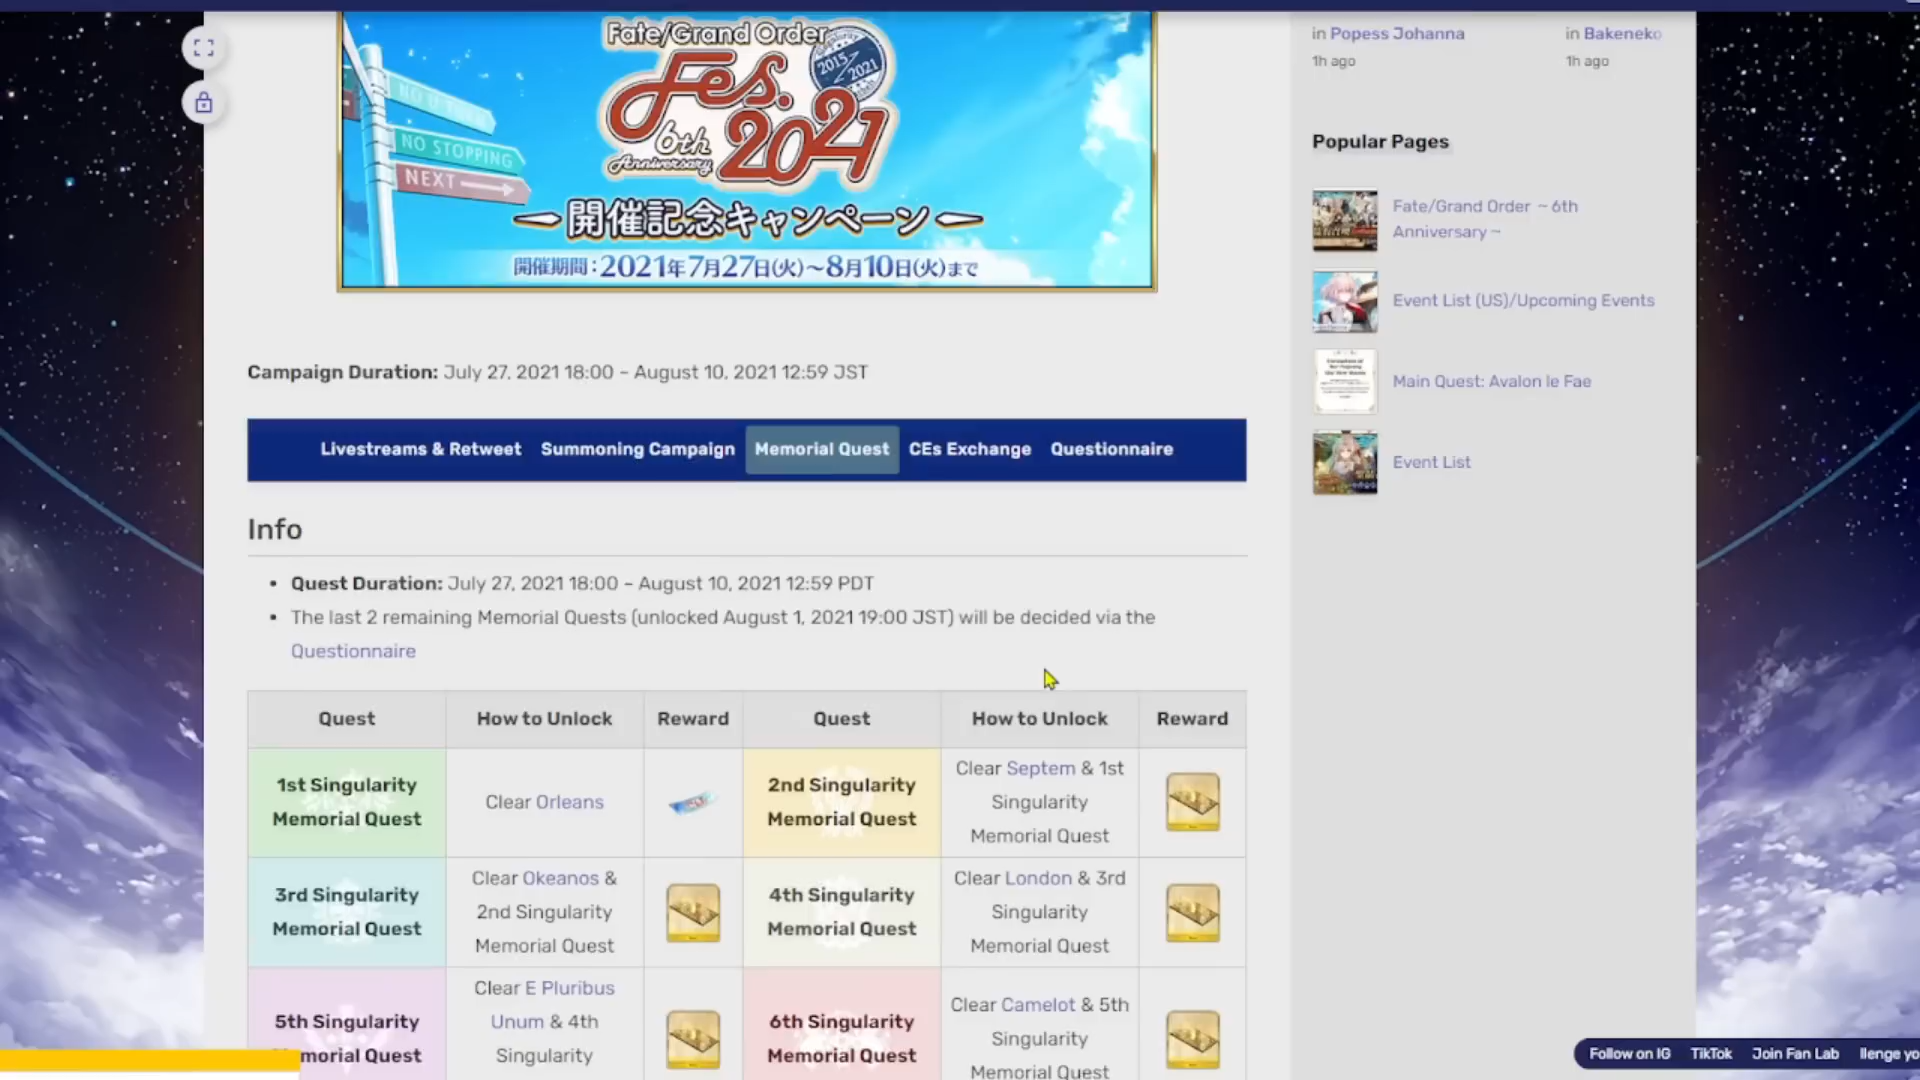 in Popess Johanna
in Bakeneko
1h ago
1h ago
Fate/Grand Order
Fes. 2021
6th
Anniversary
2015
2021
NO U TURN
NO STOPPING
NEXT
開催記念キャンペーン
開催期間:2021年7月27日(火)~8月10日(火)まで
Popular Pages
Fate/Grand Order ~6th
Anniversary~
Event List (US)/Upcoming Events
Main Quest: Avalon le Fae
Event List
Campaign Duration: July 27, 2021 18:00 - August 10, 2021 12:59 JST
Livestreams & Retweet Summoning Campaign Memorial Quest CEs Exchange Questionnaire
Info
• Quest Duration: July 27, 2021 18:00 - August 10, 2021 12:59 PDT
• The last 2 remaining Memorial Quests (unlocked August 1, 2021 19:00 JST) will be decided via the
Questionnaire
Quest How to Unlock Reward Quest How to Unlock Reward
1st Singularity
Memorial Quest
Clear Orleans
2nd Singularity
Memorial Quest
Clear Septem & 1st
Singularity
Memorial Quest
3rd Singularity
Memorial Quest
Clear Okeanos &
2nd Singularity
Memorial Quest
4th Singularity
Memorial Quest
Clear London & 3rd
Singularity
Memorial Quest
5th Singularity
morial Quest
Clear E Pluribus
Unum & 4th
Singularity
6th Singularity
Memorial Quest
Clear Camelot & 5th
Singularity
Memorial Quest
Follow on IG TikTok Join Fan Lab llenge yo